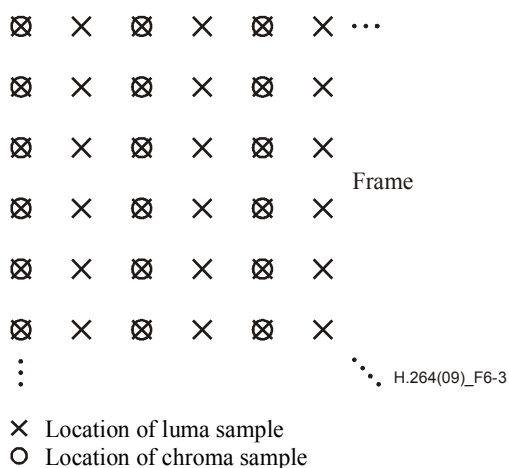 Frame
H.264(09)_F6-3
Location of luma sample
Location of chroma sample